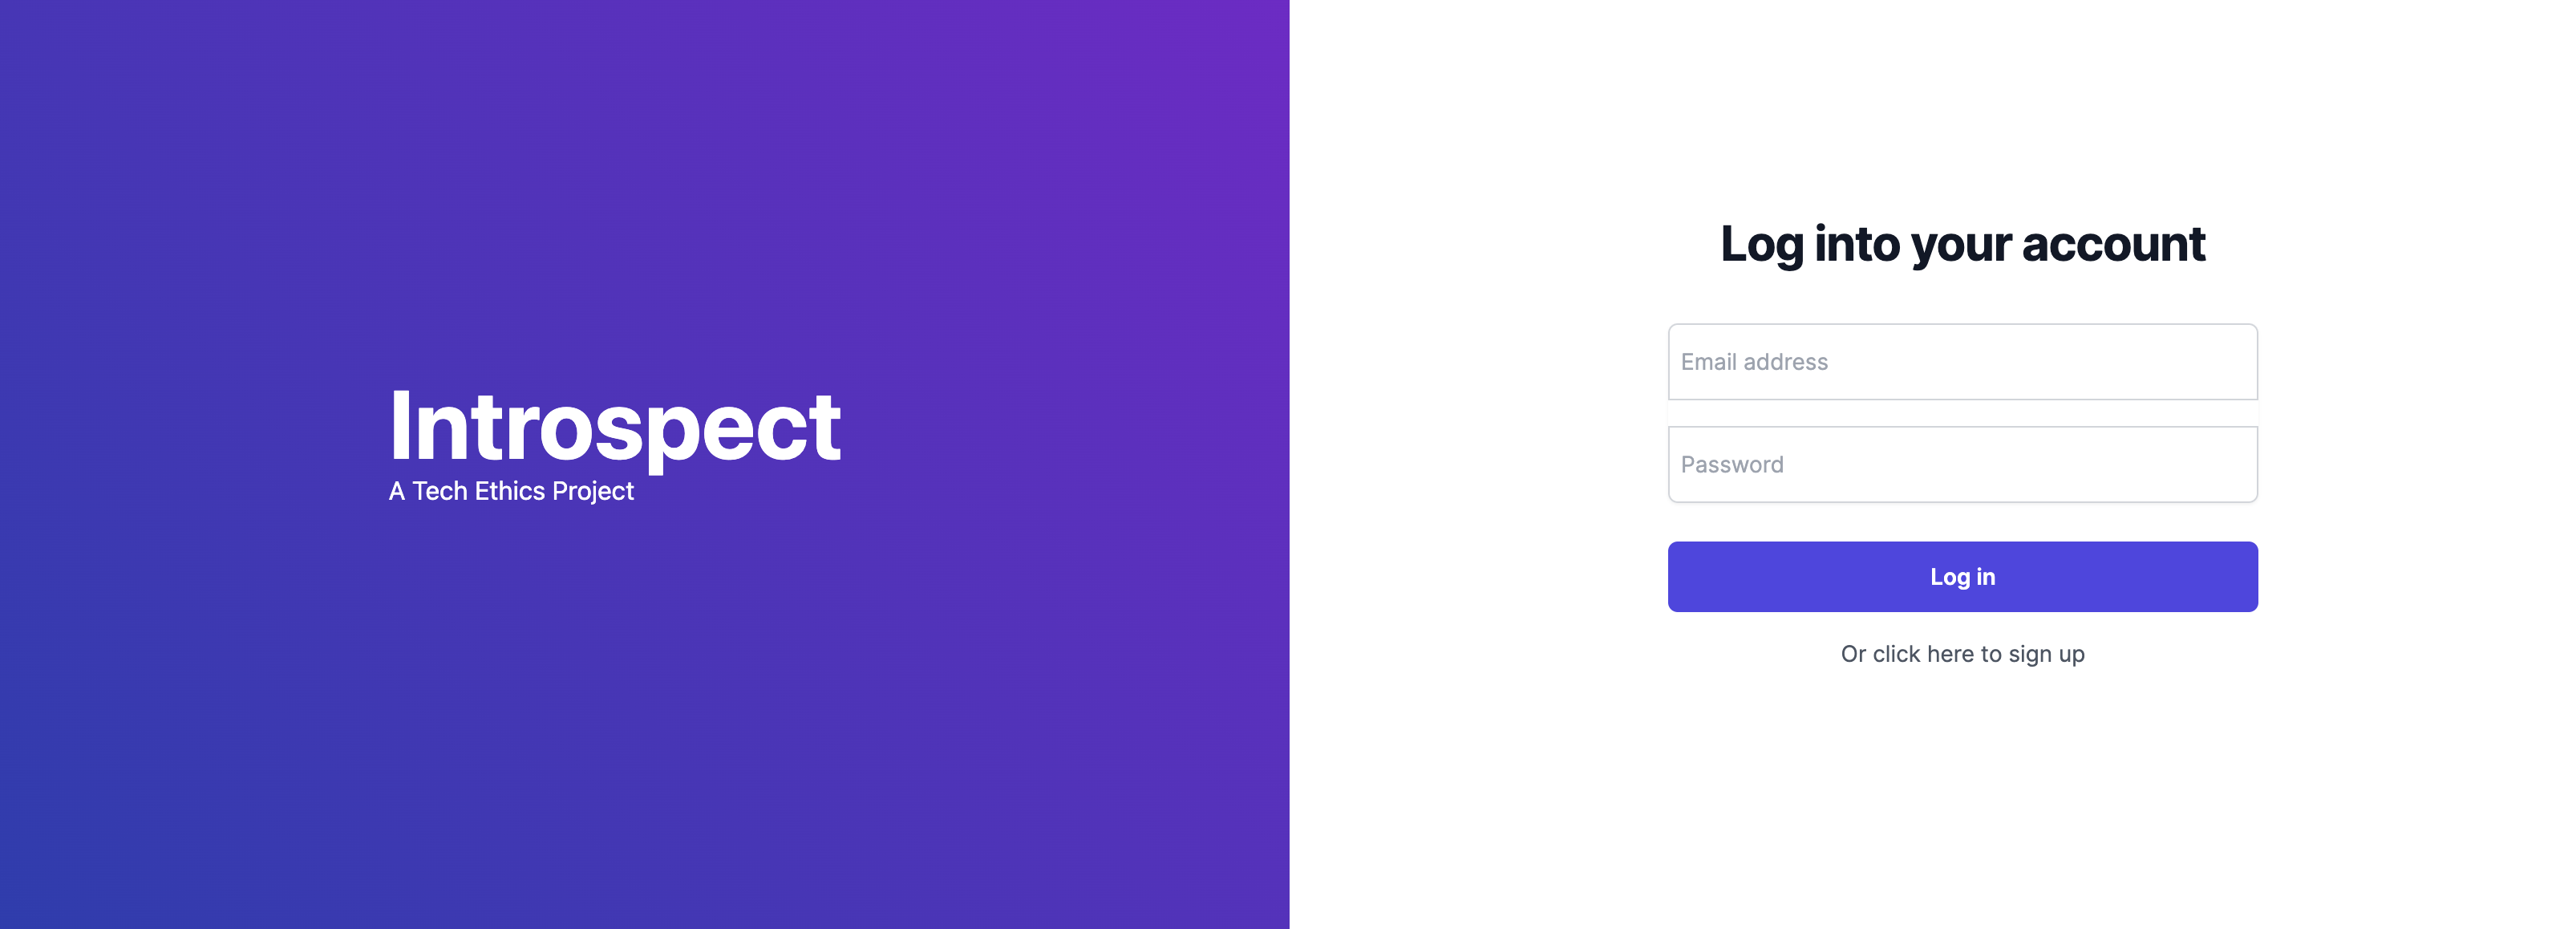 Introspect
A Tech Ethics Project
Log into your account
Email address
Password
Log in
Or click here to sign up